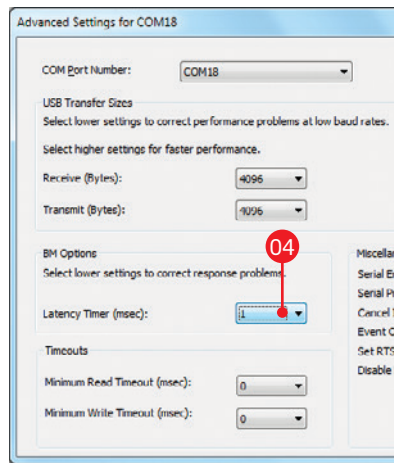 Advanced Settings for COM18
COM Port Number: COM18
USB Transfer Sizes
Select lower settings to correct performance problems at low baud rates.
Select higher settings for faster performance.
Receive (Bytes): 4096
Transmit (Bytes): 4096
04
BM Options
Select lower settings to correct response problems.
Latency Timer (msec): 1
Timeouts
Minimum Read Timeout (msec): 0
Minimum Write Timeout (msec): 0
Miscella
Serial E
Serial P
Cancel
Event C
Set RTS
Disable